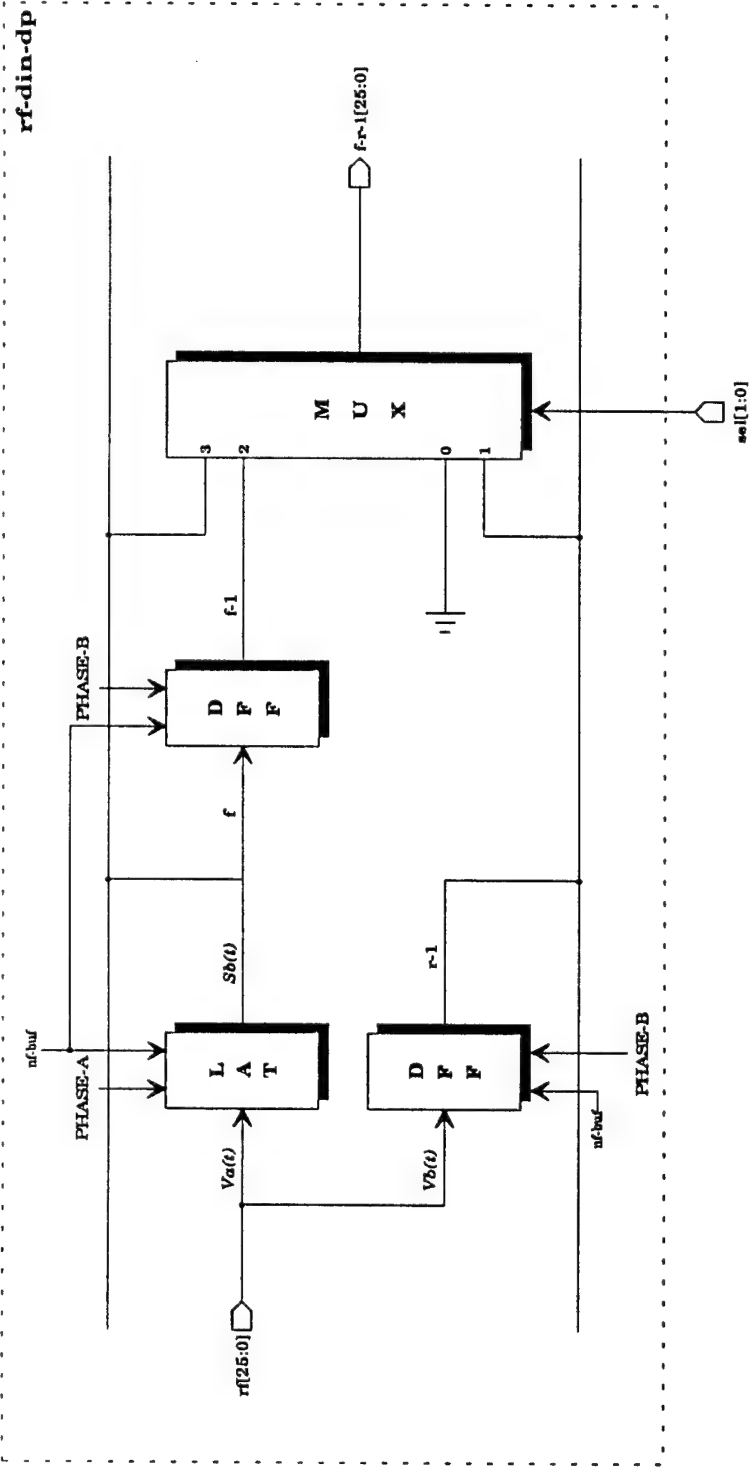 rf-din-dp
nf-buf
PHASE-A
PHASE-B
rf[25:0]
Va(t)
L A T
Sb(t)
f
D F F
f-1
3
2
M U X
f-r-1[25:0]
Vb(t)
D F F
r-1
0
1
nf-buf
PHASE-B
sel[1:0]